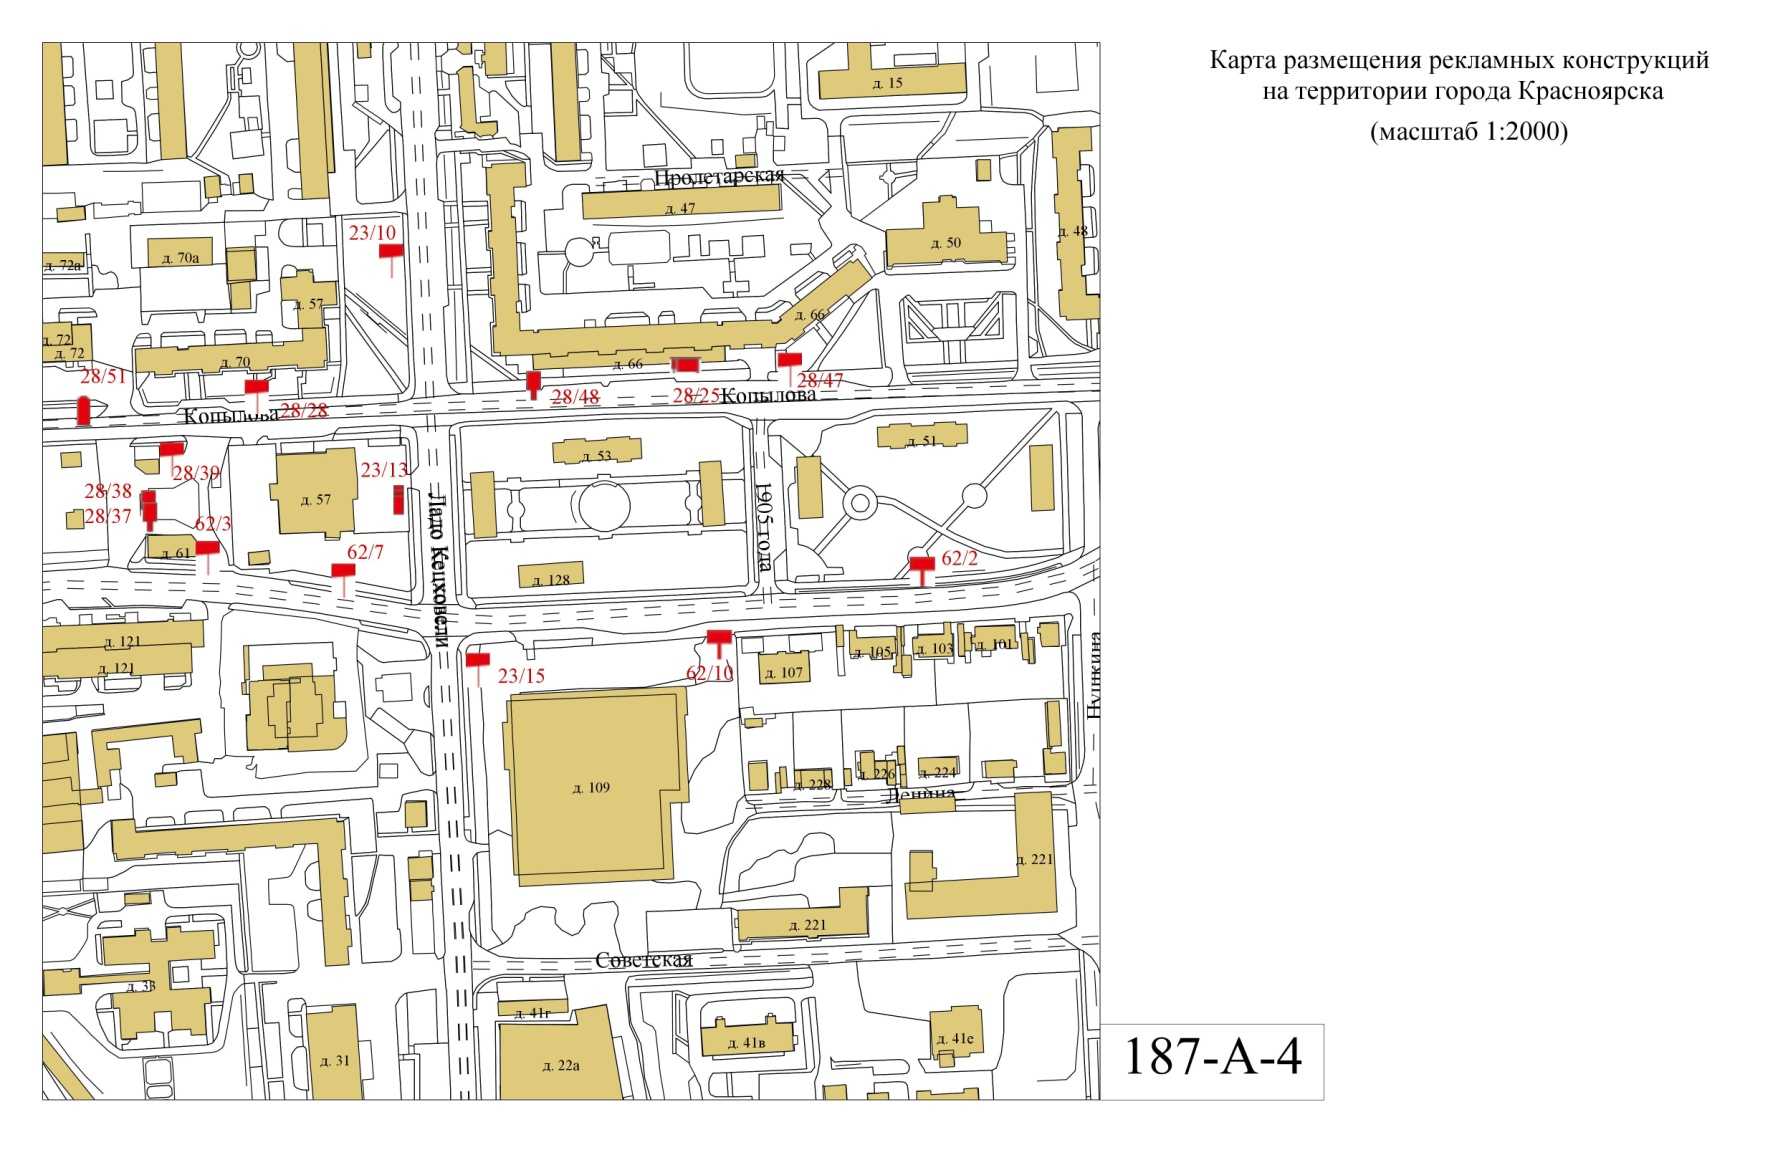 Карта размещения рекламных конструкций
на территории города Красноярска
(масштаб 1:2000)
д. 15
Пролетарская
д. 47
23/10
д. 50
д. 48
д. 72а
д. 70а
д. 57
д. 66
д. 72
д. 72
д. 70
д. 66
28/51
28/47
28/48
28/25
Копылова
Копылова
28/28
д. 51
д. 53
23/13
28/39
28/38
д. 57
28/37
62/3
Ладо Кецховели
1905 года
д. 61
62/7
62/2
д. 128
д. 121
д. 121
д. 105
д. 103
д. 101
Пушкина
23/15
62/10
д. 107
д. 109
д. 228
д. 226
д. 224
Ленина
д. 221
д. 221
Советская
д. 33
д. 41г
д. 31
д. 22а
д. 41в
д. 41е
187-А-4